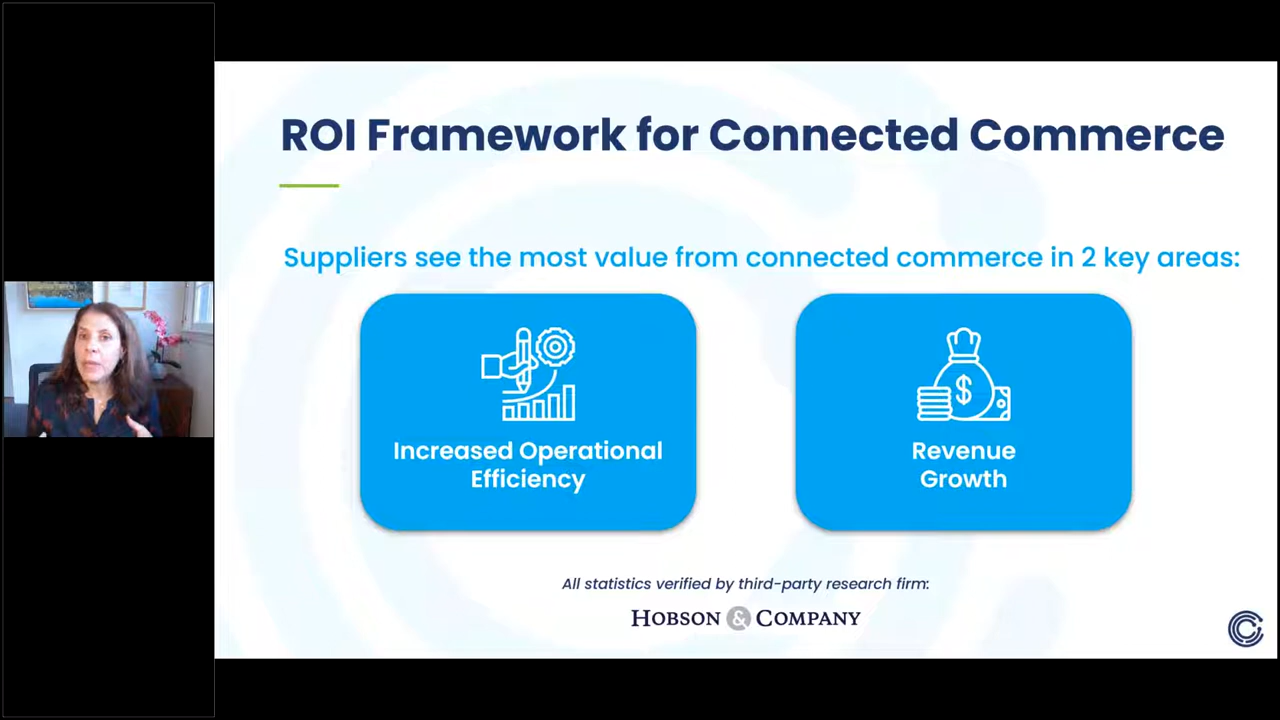 ROI Framework for Connected Commerce
Suppliers see the most value from connected commerce in 2 key areas:
Increased Operational
Efficiency
$
Revenue
Growth
All statistics verified by third-party research firm:
HOBSON & COMPANY